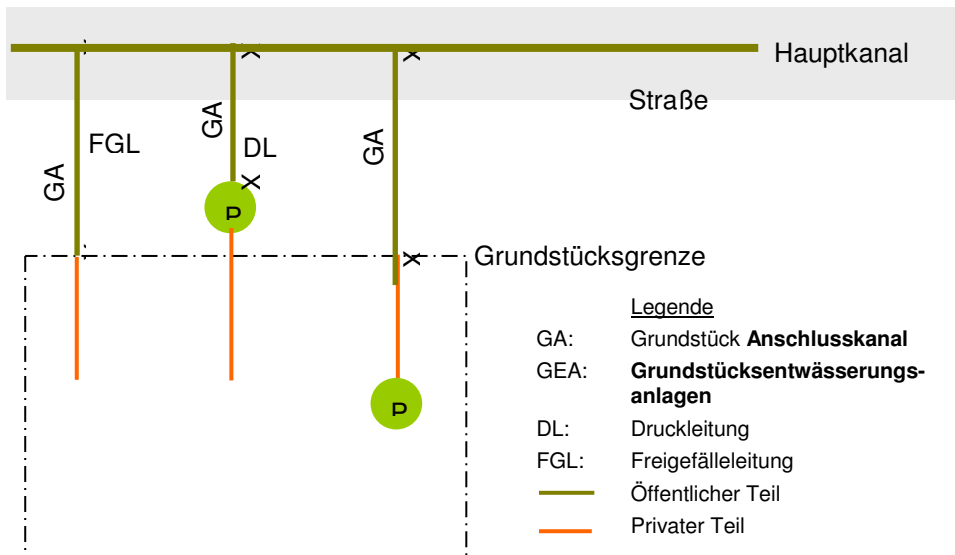 Hauptkanal
Straße
GA
FGL
GA
DL
GA
X
X
X
X
P
Grundstücksgrenze
P
Legende
GA: Grundstück Anschlusskanal
GEA: Grundstücksentwässerungs-
anlagen
DL: Druckleitung
FGL: Freigefälleleitung
Öffentlicher Teil
Privater Teil